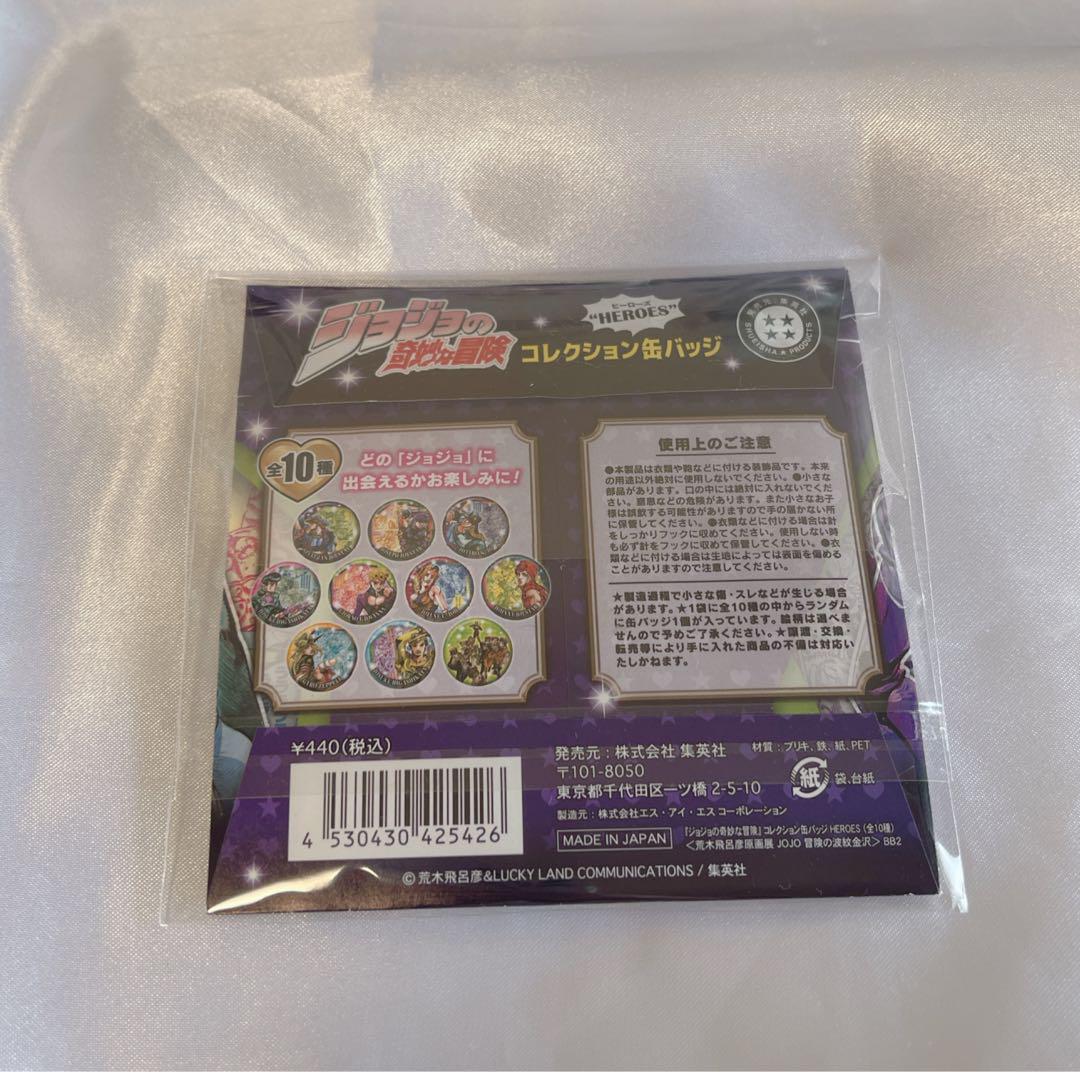 ジョジョの
奇妙な冒険
ヒーローズ
"HEROES"
コレクション缶バッジ
発売元:集英社
SHUEISHA PRODUCTS
全10種
どの「ジョジョ」に
出会えるかお楽しみに!
使用上のご注意
●本製品は衣類や鞄などに付ける装飾品です。本来
の用途以外絶対に使用しないでください。●小さな
部品があります。口の中には絶対に入れないでくだ
さい。窒息などの危険があります。また小さなお子
様は誤飲する可能性がありますので手の届かない所
に保管してください。●衣類などに付ける場合は針
をしっかりフックに収めてください。使用しない時
も必ず針をフックに収めて保管してください。●衣
類などに付ける場合は生地によっては表面を傷める
ことがありますので注意してください。
★製造過程で小さな傷・スレなどが生じる場合
があります。★1袋に全10種の中からランダム
に缶バッジ1個が入っています。絵柄は選べま
せんので予めご了承ください。★譲渡・交換・
転売等により手に入れた商品の不備は対応い
たしかねます。
¥440(税込)
4 530430 425426
発売元:株式会社 集英社
〒101-8050
東京都千代田区一ツ橋 2-5-10
製造元:株式会社エス・アイ・エス コーポレーション
材質:ブリキ、鉄、紙、PET
紙
袋、台紙
MADE IN JAPAN
『ジョジョの奇妙な冒険』コレクション缶バッジ HEROES (全10種)
<荒木飛呂彦原画展 JOJO 冒険の波紋金沢> BB2
© 荒木飛呂彦&LUCKY LAND COMMUNICATIONS / 集英社